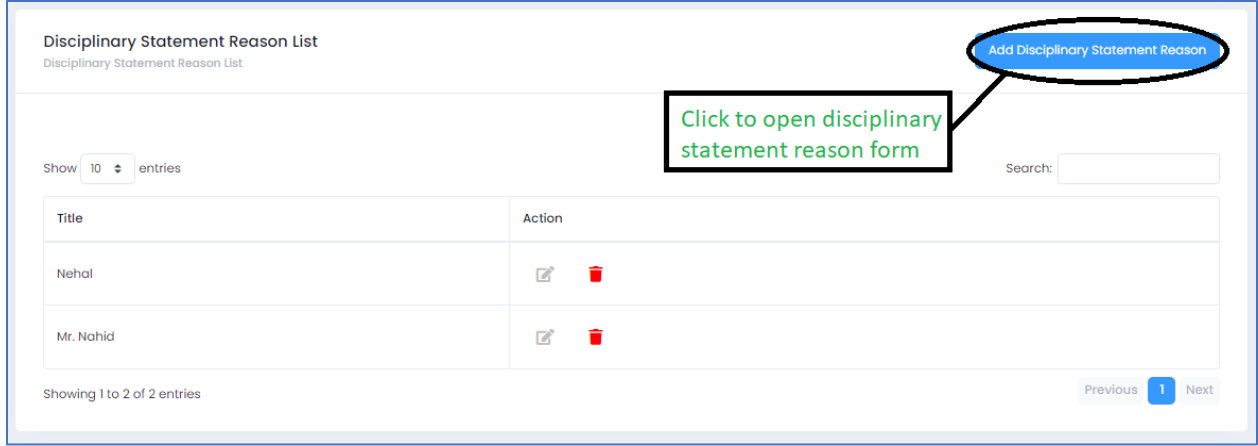 Disciplinary Statement Reason List
Disciplinary Statement Reason List
Add Disciplinary Statement Reason
Click to open disciplinary
statement reason form
Show 10 entries
Search:
Title Action
Nehal
Mr. Nahid
Showing 1 to 2 of 2 entries
Previous 1 Next